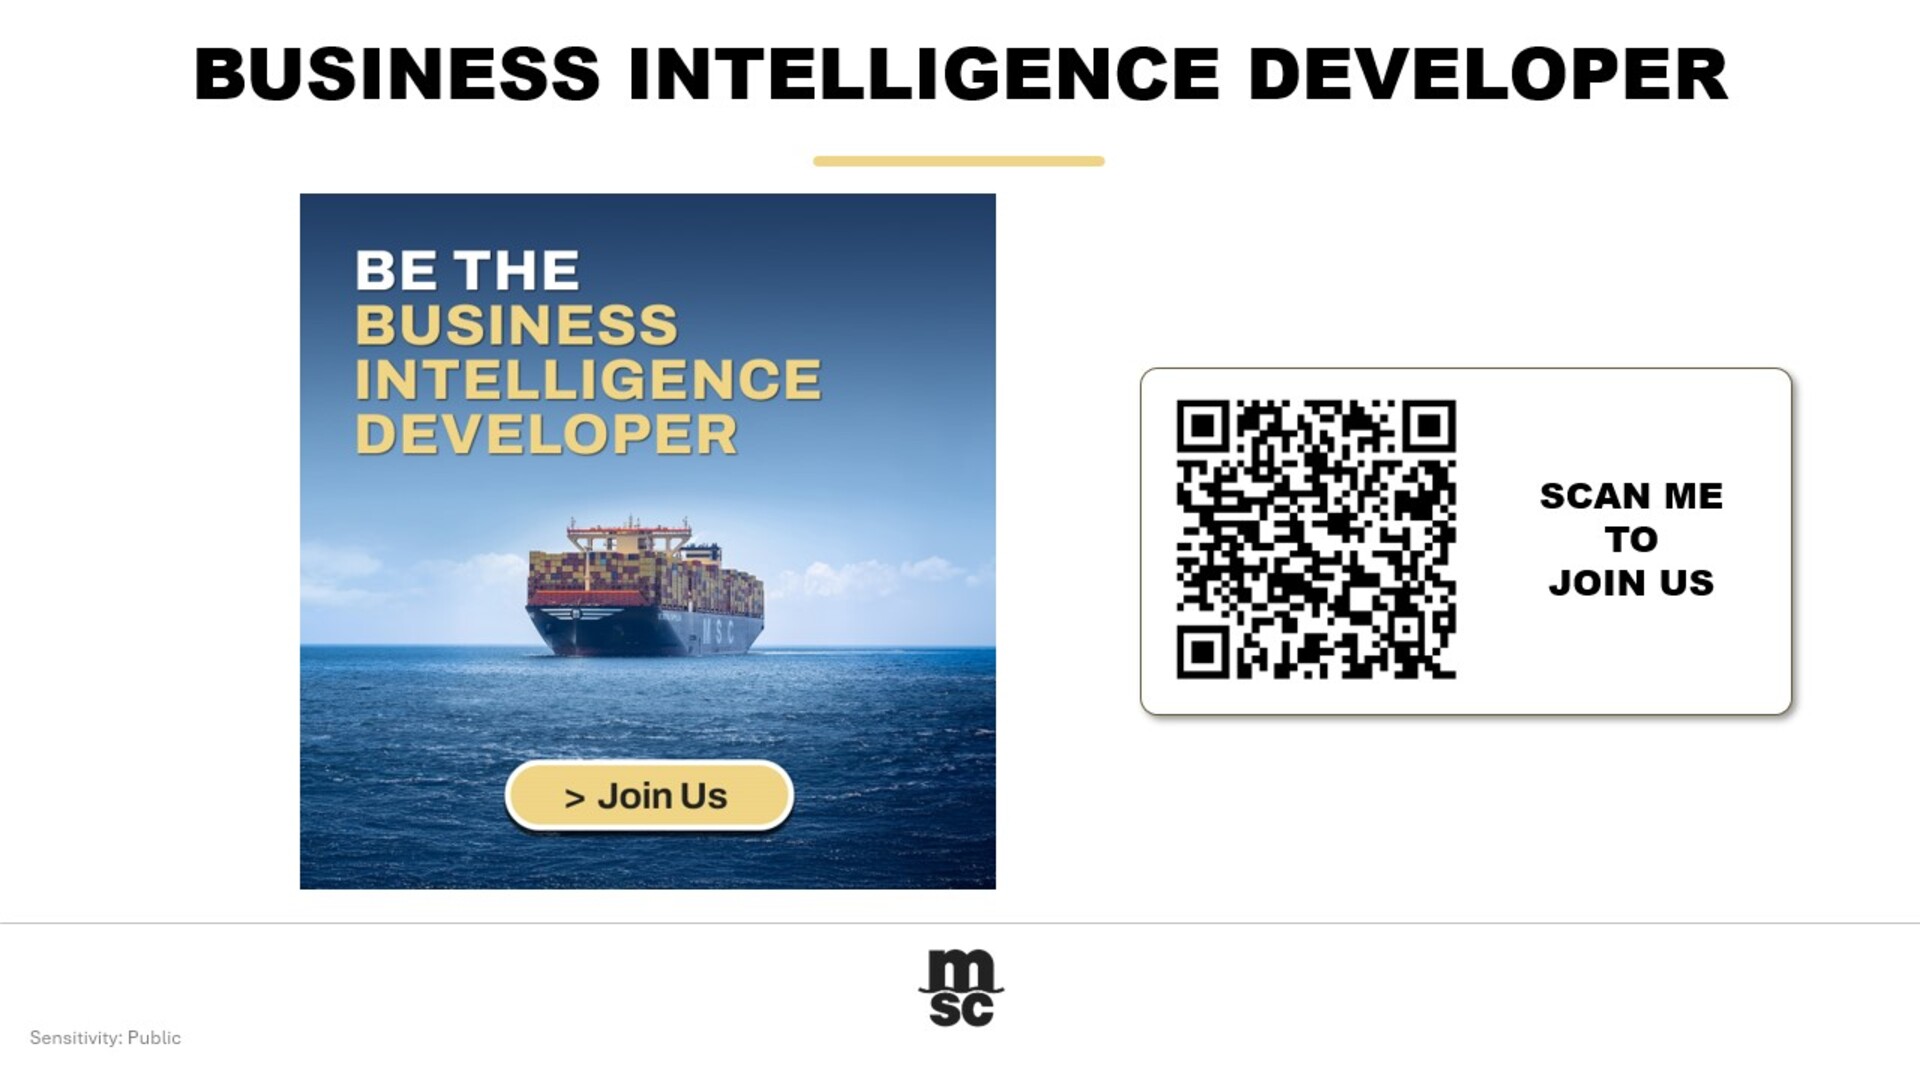 BUSINESS INTELLIGENCE DEVELOPER
BE THE
BUSINESS
INTELLIGENCE
DEVELOPER
M S C
> Join Us
SCAN ME
TO
JOIN US
msc
Sensitivity: Public